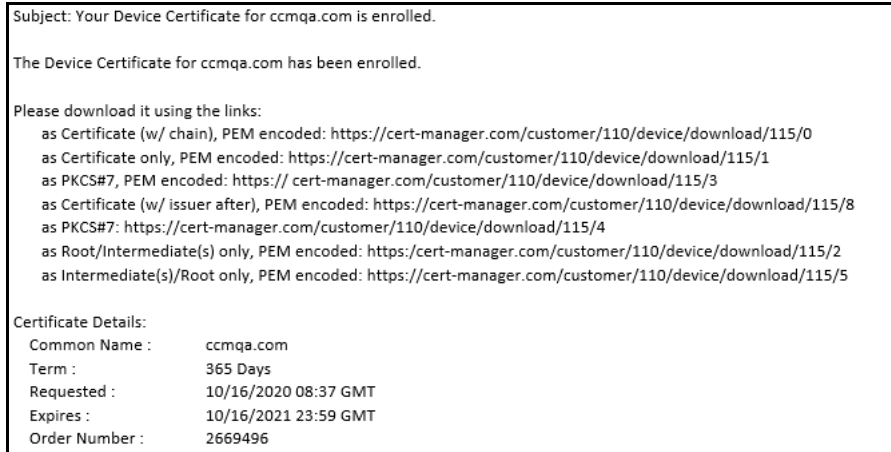 Subject: Your Device Certificate for ccmqa.com is enrolled.
The Device Certificate for ccmqa.com has been enrolled.
Please download it using the links:
as Certificate (w/ chain), PEM encoded: https://cert-manager.com/customer/110/device/download/115/0
as Certificate only, PEM encoded: https://cert-manager.com/customer/110/device/download/115/1
as PKCS#7, PEM encoded: https:// cert-manager.com/customer/110/device/download/115/3
as Certificate (w/ issuer after), PEM encoded: https://cert-manager.com/customer/110/device/download/115/8
as PKCS#7: https://cert-manager.com/customer/110/device/download/115/4
as Root/Intermediate(s) only, PEM encoded: https:/cert-manager.com/customer/110/device/download/115/2
as Intermediate(s)/Root only, PEM encoded: https://cert-manager.com/customer/110/device/download/115/5
Certificate Details:
Common Name : ccmqa.com
Term : 365 Days
Requested : 10/16/2020 08:37 GMT
Expires : 10/16/2021 23:59 GMT
Order Number : 2669496